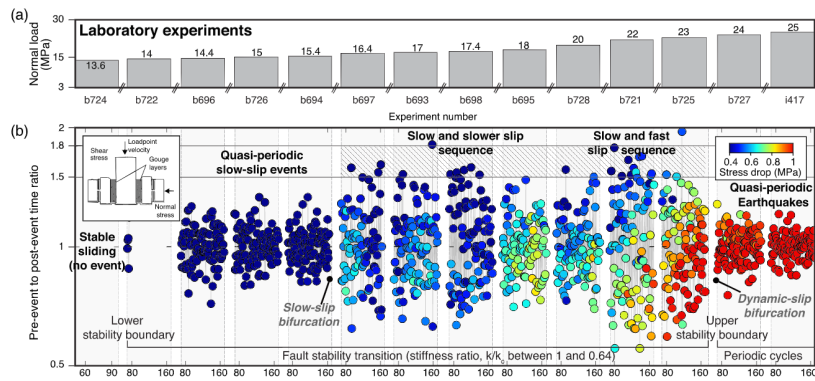 (a)
Laboratory experiments
Normal load
(MPa)
30
15
3
13.6
14
14.4
15
15.4
16.4
17
17.4
18
20
22
23
24
25
b724
b722
b696
b726
b694
b697
b693
b698
b695
b728
b721
b725
b727
i417
Experiment number
(b)
Pre-event to post-event time ratio
2
1.8
1.5
1
0.5
Shear
stress
Loadpoint
velocity
Gouge
layers
Normal
stress
Quasi-periodic
slow-slip events
Slow and slower slip
sequence
Slow and fast
slip sequence
0.4 0.6 0.8 1
Stress drop (MPa)
Quasi-periodic
Earthquakes
Stable
sliding
(no event)
Slow-slip
bifurcation
Dynamic-slip
bifurcation
Lower
stability boundary
Upper
stability boundary
Fault stability transition (stiffness ratio, k/kc between 1 and 0.64)
Periodic cycles
60 90 80 160 80 160 80 160 80 160 80 160 80 160 80 160 80 160 80 160 80 160 80 160 80 160 80 160